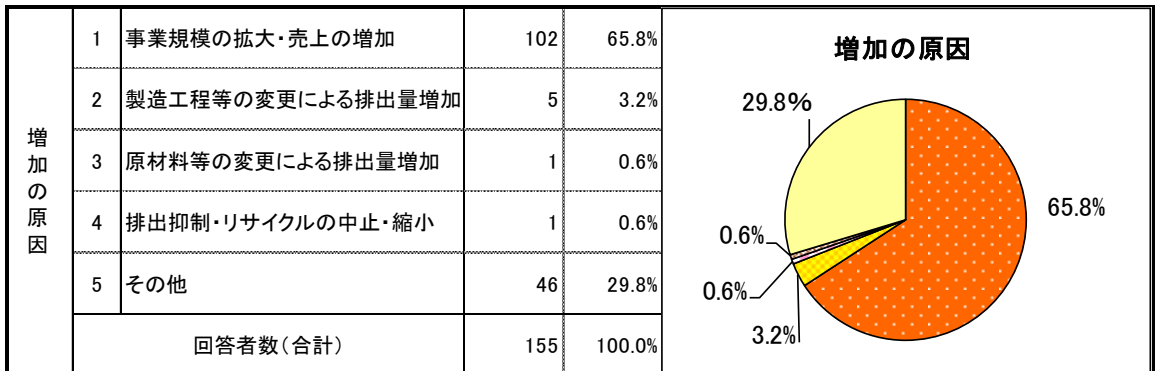 増加の原因
1 事業規模の拡大・売上の増加 102 65.8%
2 製造工程等の変更による排出量増加 5 3.2%
3 原材料等の変更による排出量増加 1 0.6%
4 排出抑制・リサイクルの中止・縮小 1 0.6%
5 その他 46 29.8%
回答者数(合計) 155 100.0%
増加の原因
29.8%
65.8%
0.6%
0.6%
3.2%